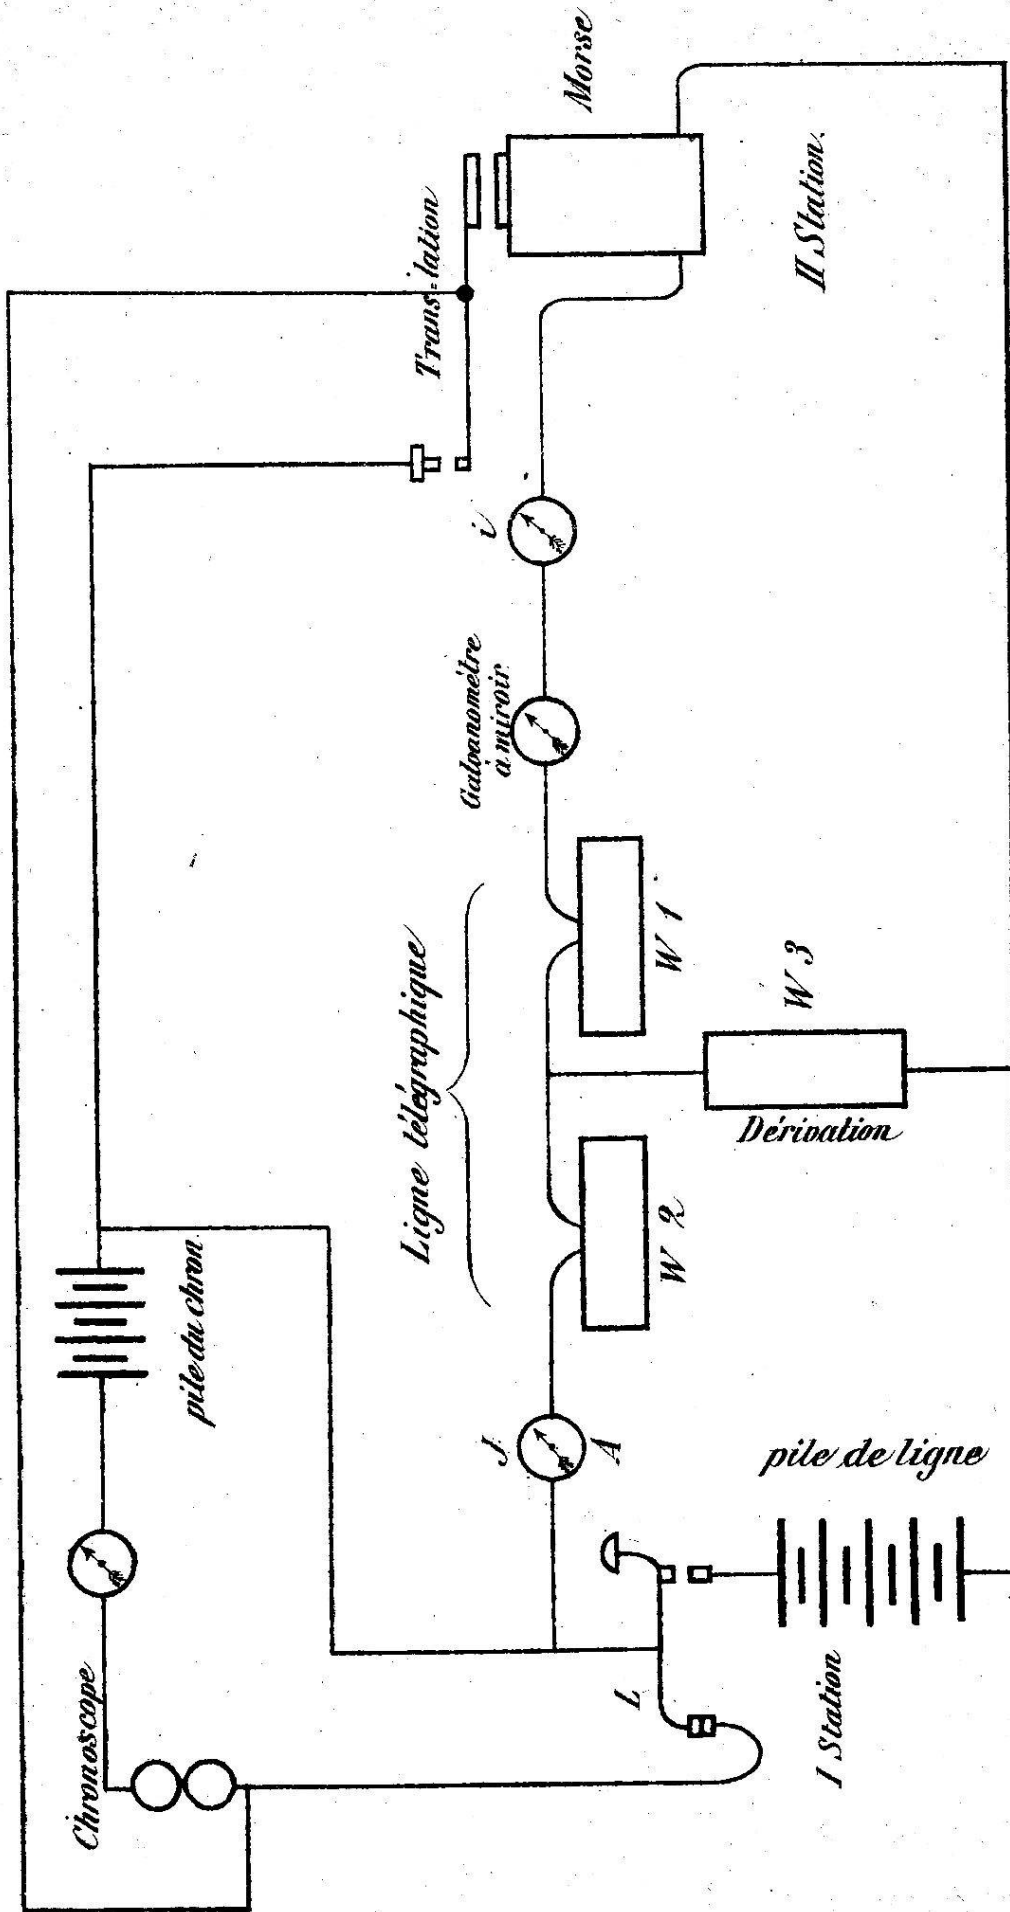 Morse
Trans-lation
II Station.
i
Galvanométre
à miroir
Ligne télégraphique
W 1
W 3
Dérivation
W 2
pile du chron
J.
A
pile de ligne
Chronoscope
L
I Station